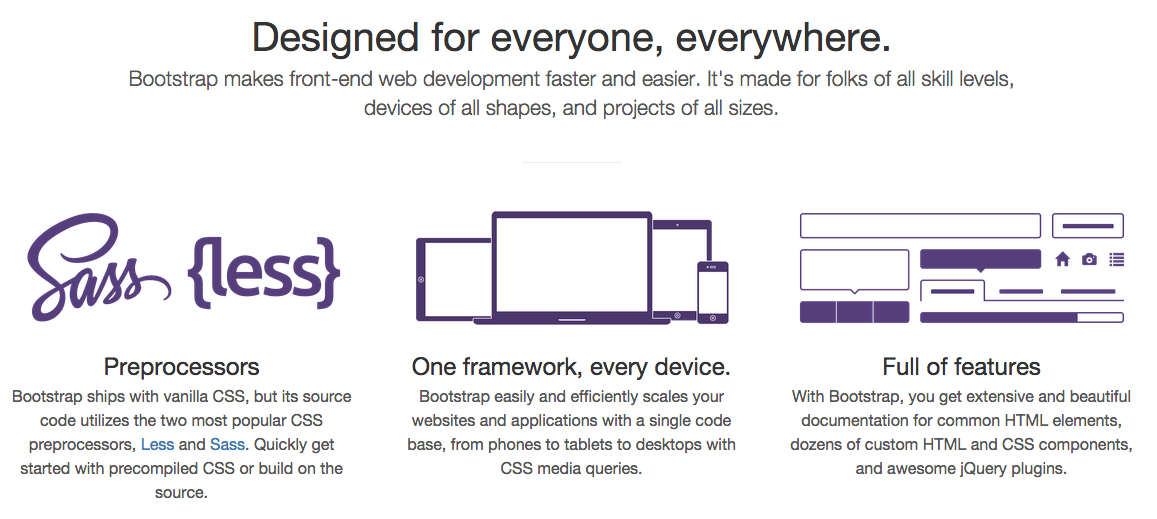 Designed for everyone, everywhere.
Bootstrap makes front-end web development faster and easier. It's made for folks of all skill levels,
devices of all shapes, and projects of all sizes.
Sass {less}
Preprocessors
Bootstrap ships with vanilla CSS, but its source
code utilizes the two most popular CSS
preprocessors, Less and Sass. Quickly get
started with precompiled CSS or build on the
source.
One framework, every device.
Bootstrap easily and efficiently scales your
websites and applications with a single code
base, from phones to tablets to desktops with
CSS media queries.
Full of features
With Bootstrap, you get extensive and beautiful
documentation for common HTML elements,
dozens of custom HTML and CSS components,
and awesome jQuery plugins.